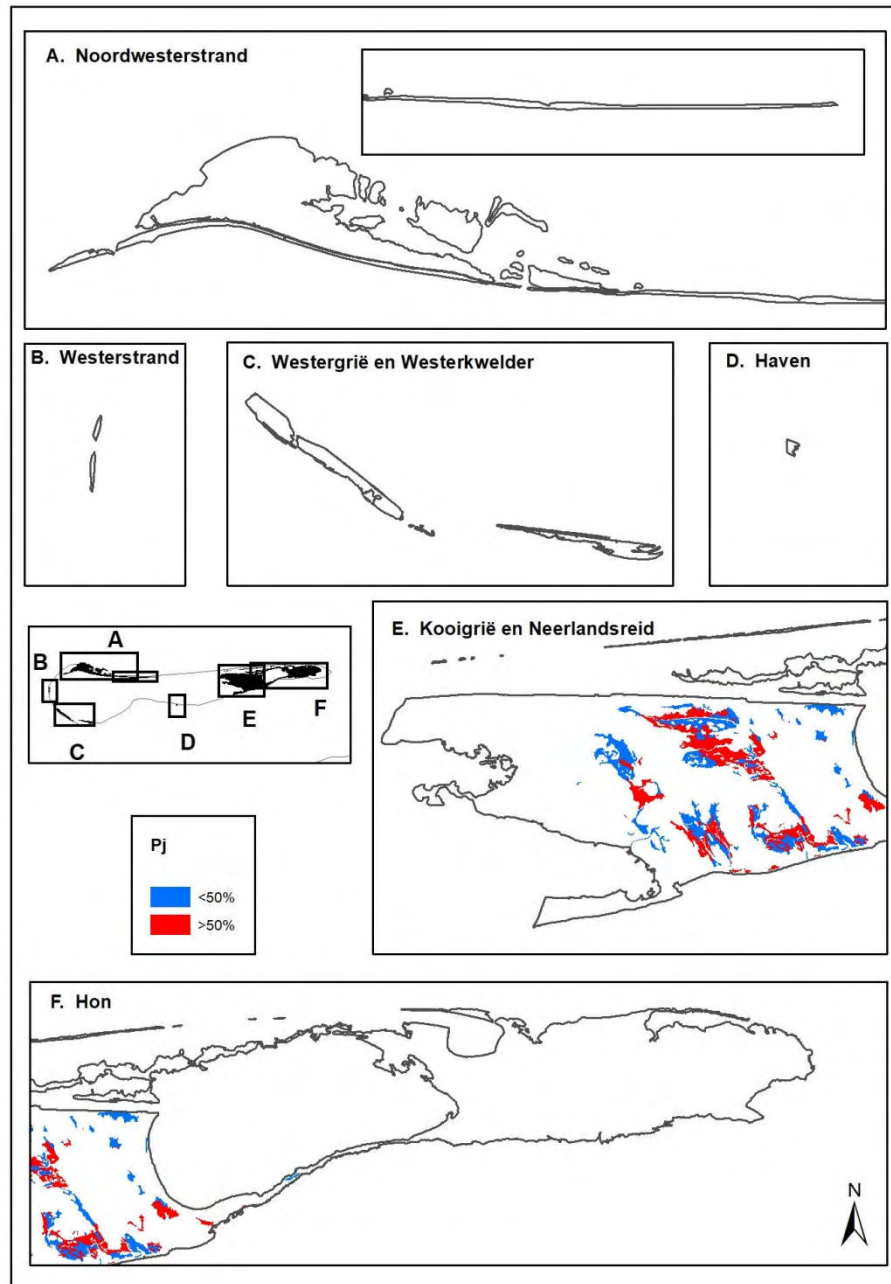 A. Noordwesterstrand
B. Westerstrand
C. Westergrië en Westerkwelder
D. Haven
A
B
C
D
E
F
E. Kooigrië en Neerlandsreid
Pj
<50%
>50%
F. Hon
N